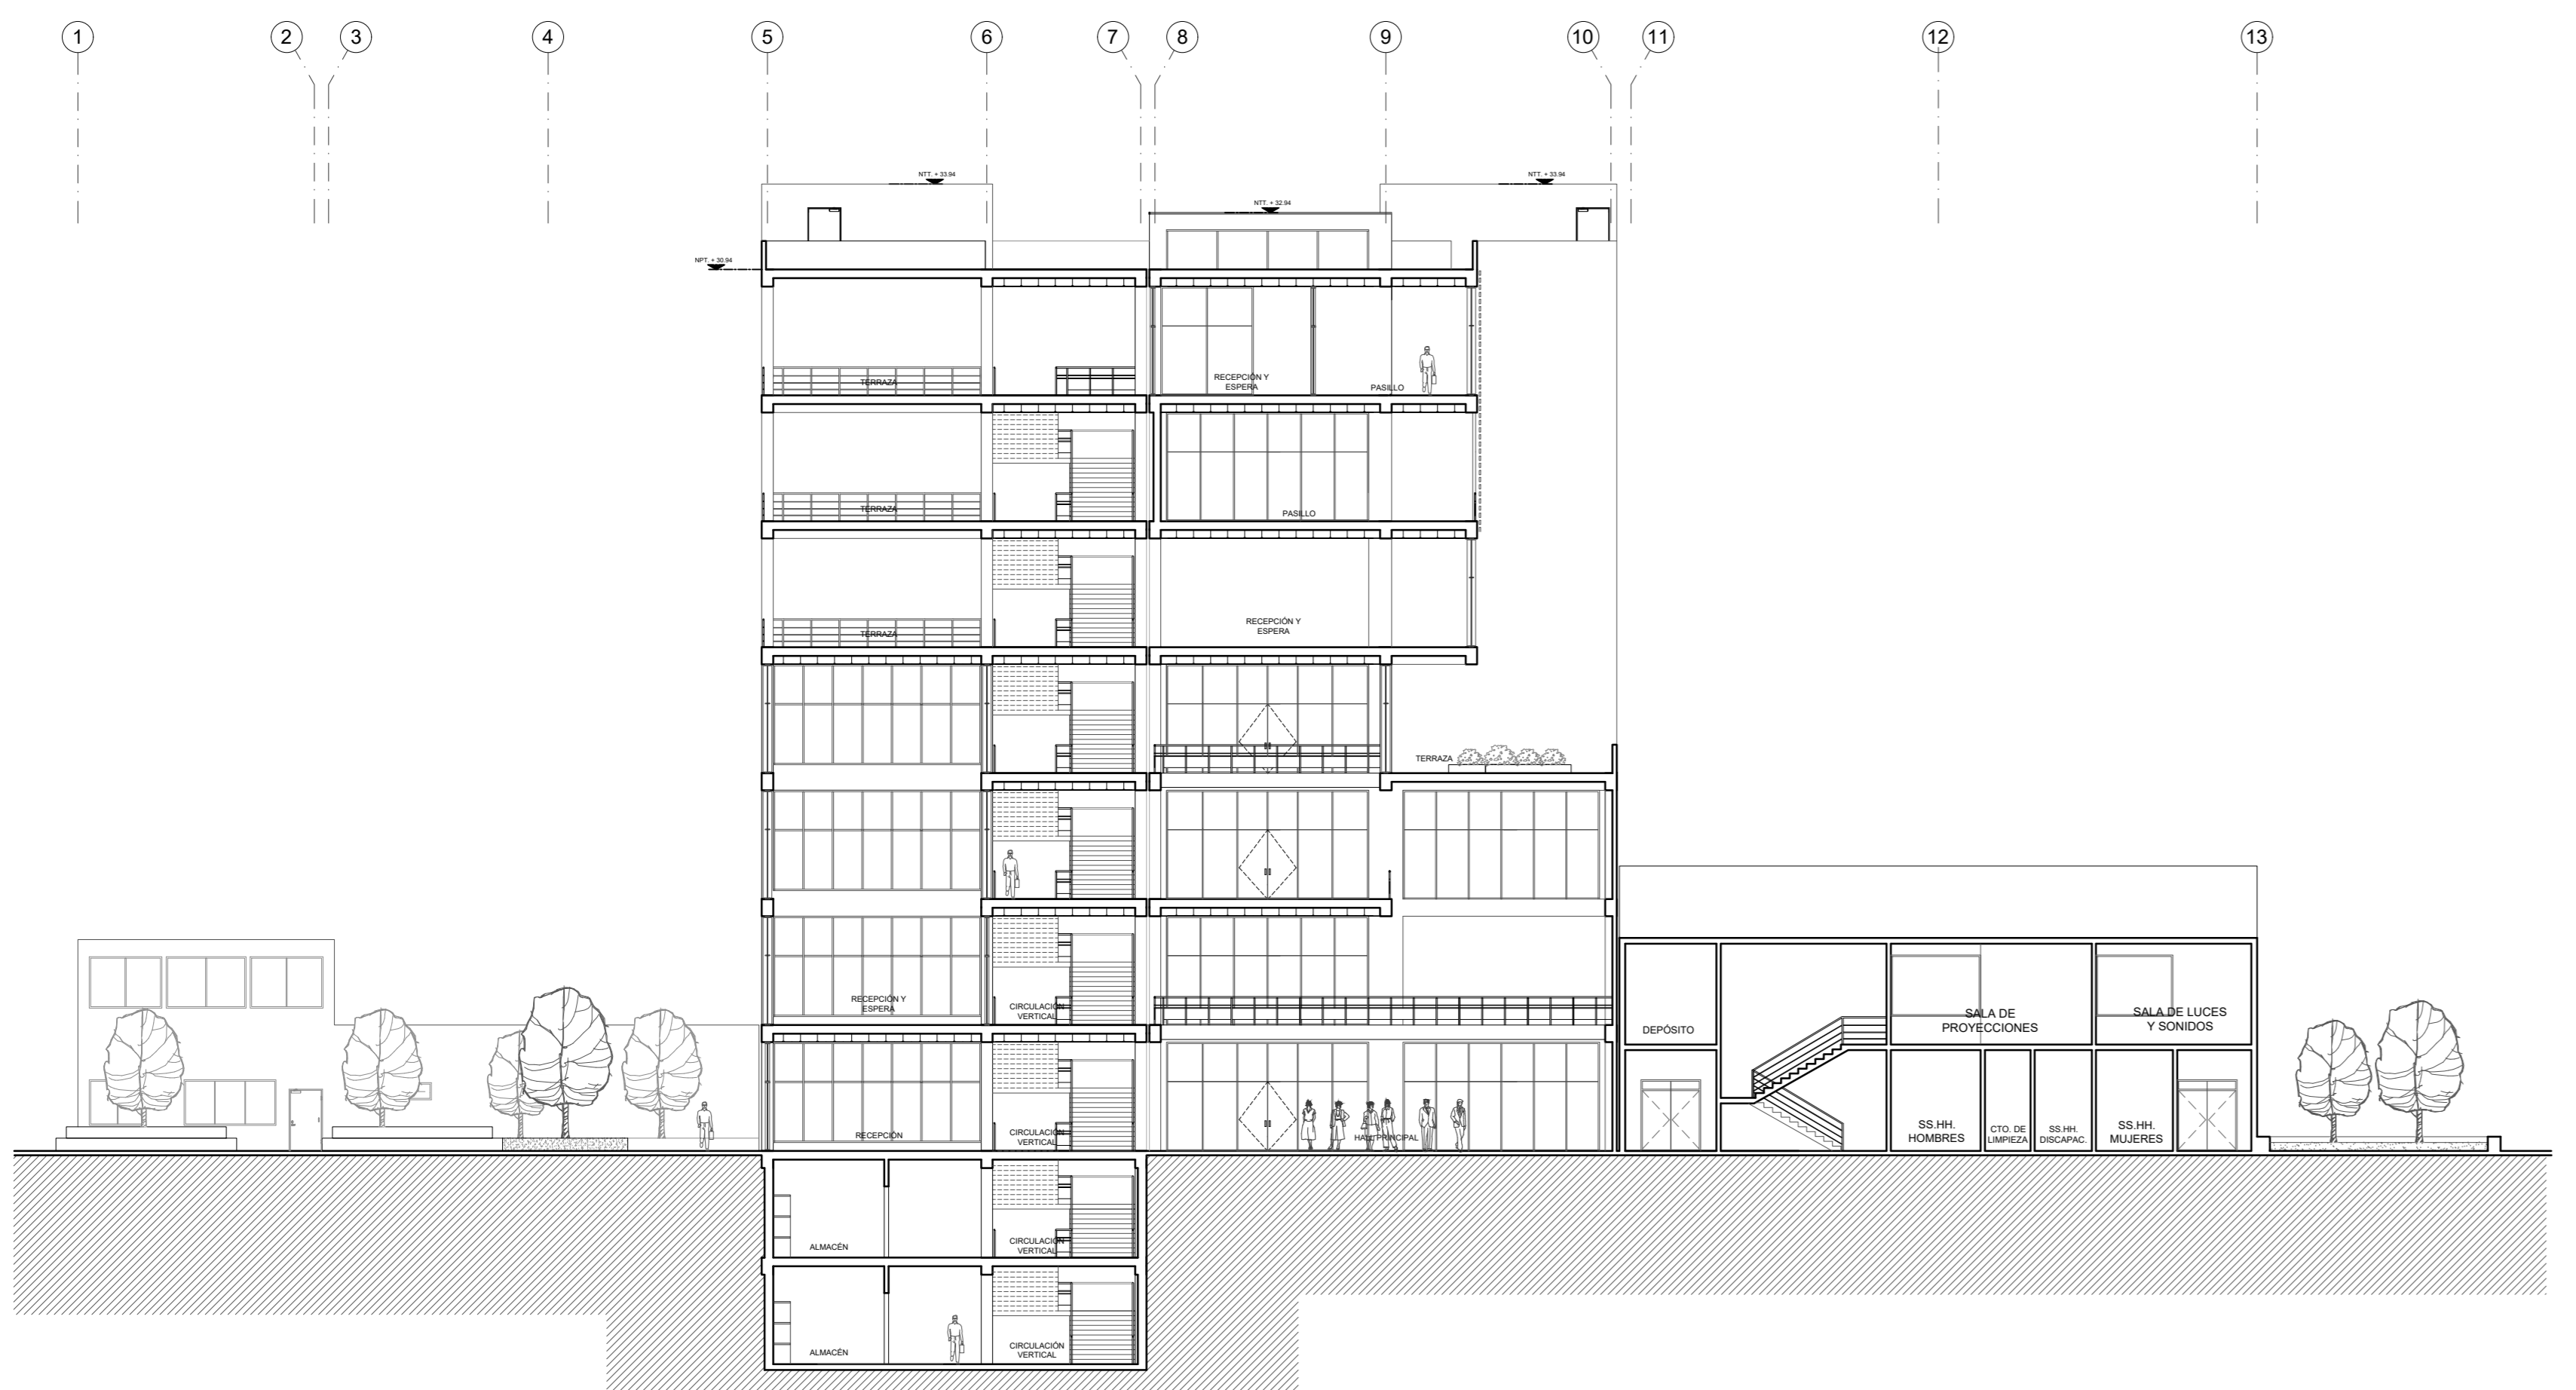 1 2 3 4 5 6 7 8 9 10 11 12 13
NTT. + 33.94
NTT. + 33.94
NTT. + 32.94
NPT. + 30.94
TERRAZA
RECEPCIÓN Y
ESPERA
PASILLO
TERRAZA
PASILLO
TERRAZA
RECEPCIÓN Y
ESPERA
TERRAZA
RECEPCIÓN Y
ESPERA
CIRCULACIÓN
VERTICAL
DEPÓSITO
SALA DE
PROYECCIONES
SALA DE LUCES
Y SONIDOS
RECEPCIÓN
CIRCULACIÓN
VERTICAL
HALL PRINCIPAL
SS.HH.
HOMBRES
CTO. DE
LIMPIEZA
SS.HH.
DISCAPAC.
SS.HH.
MUJERES
ALMACÉN
CIRCULACIÓN
VERTICAL
ALMACÉN
CIRCULACIÓN
VERTICAL